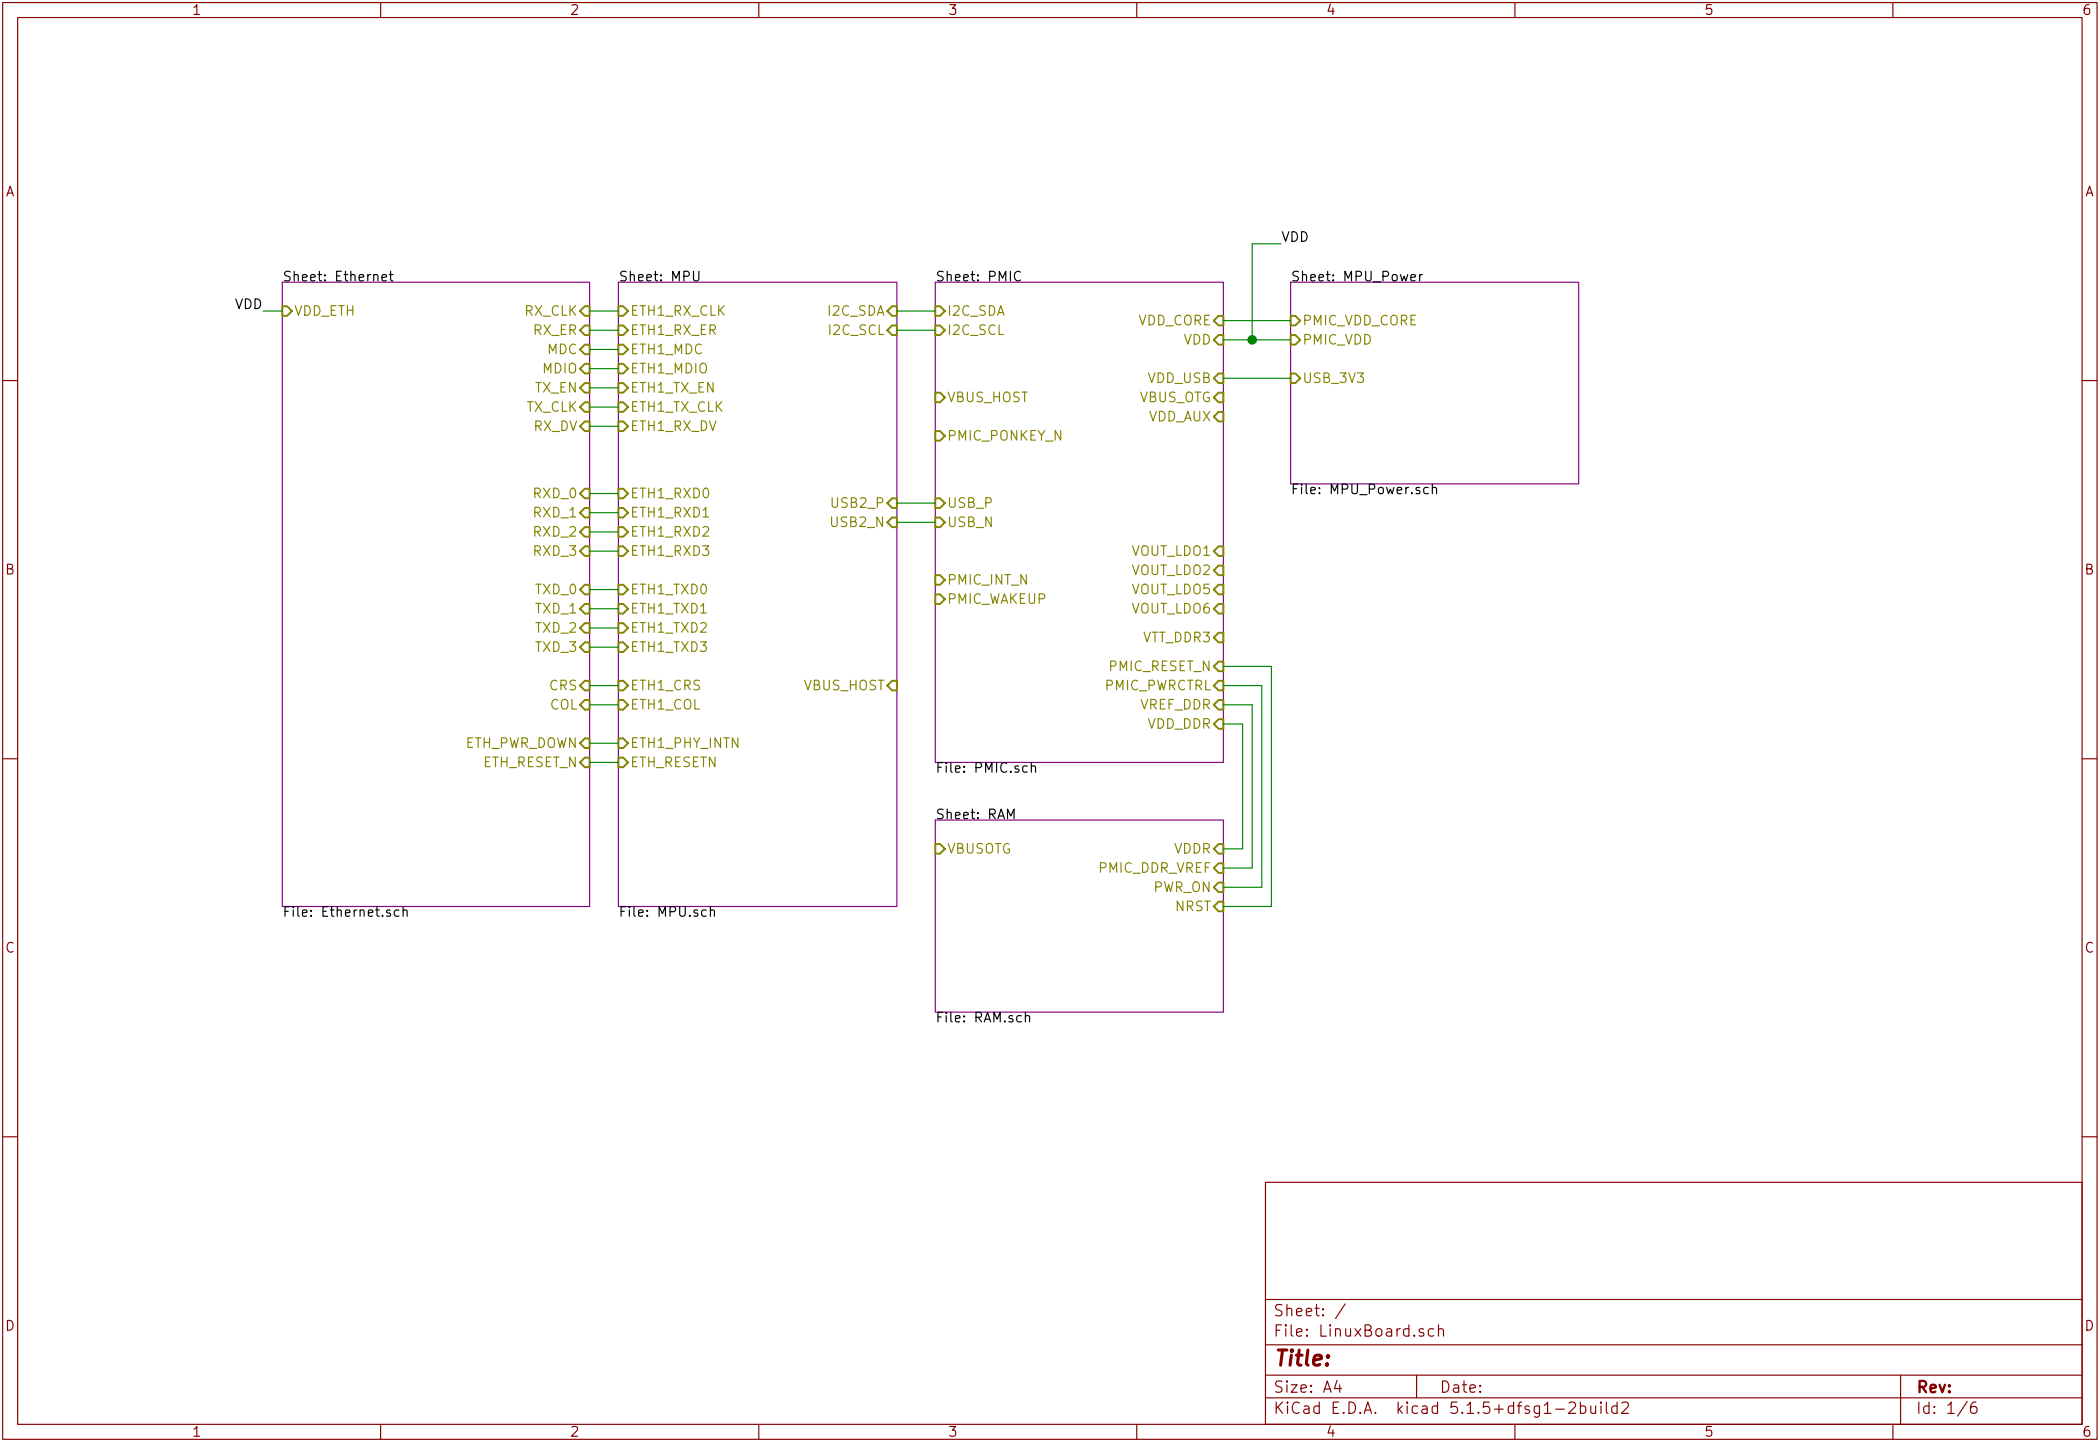 1 2 3 4 5 6
A A
VDD
Sheet: Ethernet
VDD
VDD_ETH
RX_CLK
RX_ER
MDC
MDIO
TX_EN
TX_CLK
RX_DV
RXD_0
RXD_1
RXD_2
RXD_3
TXD_0
TXD_1
TXD_2
TXD_3
CRS
COL
ETH_PWR_DOWN
ETH_RESET_N
File: Ethernet.sch
Sheet: MPU
ETH1_RX_CLK
ETH1_RX_ER
ETH1_MDC
ETH1_MDIO
ETH1_TX_EN
ETH1_TX_CLK
ETH1_RX_DV
ETH1_RXD0
ETH1_RXD1
ETH1_RXD2
ETH1_RXD3
ETH1_TXD0
ETH1_TXD1
ETH1_TXD2
ETH1_TXD3
ETH1_CRS
ETH1_COL
ETH1_PHY_INTN
ETH_RESETN
I2C_SDA
I2C_SCL
USB2_P
USB2_N
VBUS_HOST
File: MPU.sch
Sheet: PMIC
I2C_SDA
I2C_SCL
VBUS_HOST
PMIC_PONKEY_N
USB_P
USB_N
PMIC_INT_N
PMIC_WAKEUP
VDD_CORE
VDD
VDD_USB
VBUS_OTG
VDD_AUX
VOUT_LDO1
VOUT_LDO2
VOUT_LDO5
VOUT_LDO6
VTT_DDR3
PMIC_RESET_N
PMIC_PWRCTRL
VREF_DDR
VDD_DDR
File: PMIC.sch
Sheet: MPU_Power
PMIC_VDD_CORE
PMIC_VDD
USB_3V3
File: MPU_Power.sch
Sheet: RAM
VBUSOTG
VDDR
PMIC_DDR_VREF
PWR_ON
NRST
File: RAM.sch
B B
C C
D D
Sheet: /
File: LinuxBoard.sch
Title:
Size: A4 Date: Rev:
KiCad E.D.A. kicad 5.1.5+dfsg1-2build2 Id: 1/6
1 2 3 4 5 6